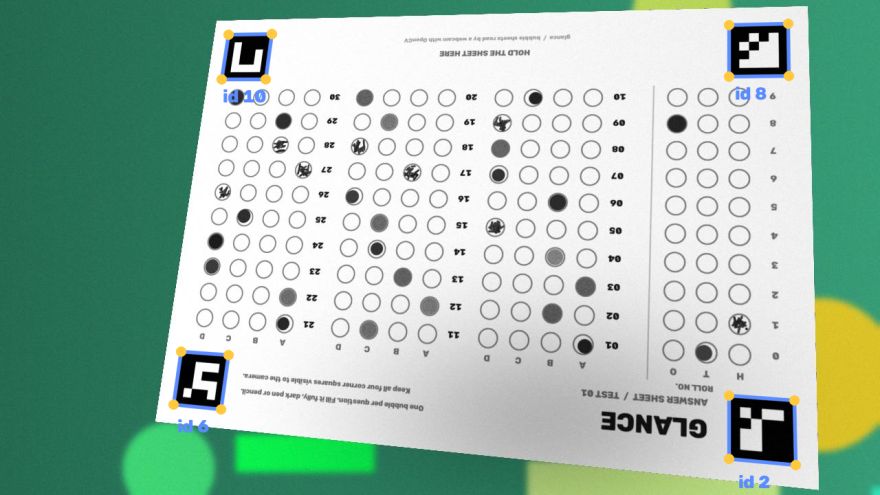 GLANCE
ANSWER SHEET / TEST 01
One bubble per question. Fill it fully, dark pen or pencil.
Keep all four corner squares visible to the camera.
ROLL NO.
H T O
0
1
2
3
4
5
6
7
8
9
A B C D
01
02
03
04
05
06
07
08
09
10
A B C D
11
12
13
14
15
16
17
18
19
20
A B C D
21
22
23
24
25
26
27
28
29
30
HOLD THE SHEET HERE
glance / bubble sheets read by a webcam with OpenCV
id 10
id 8
id 6
id 2